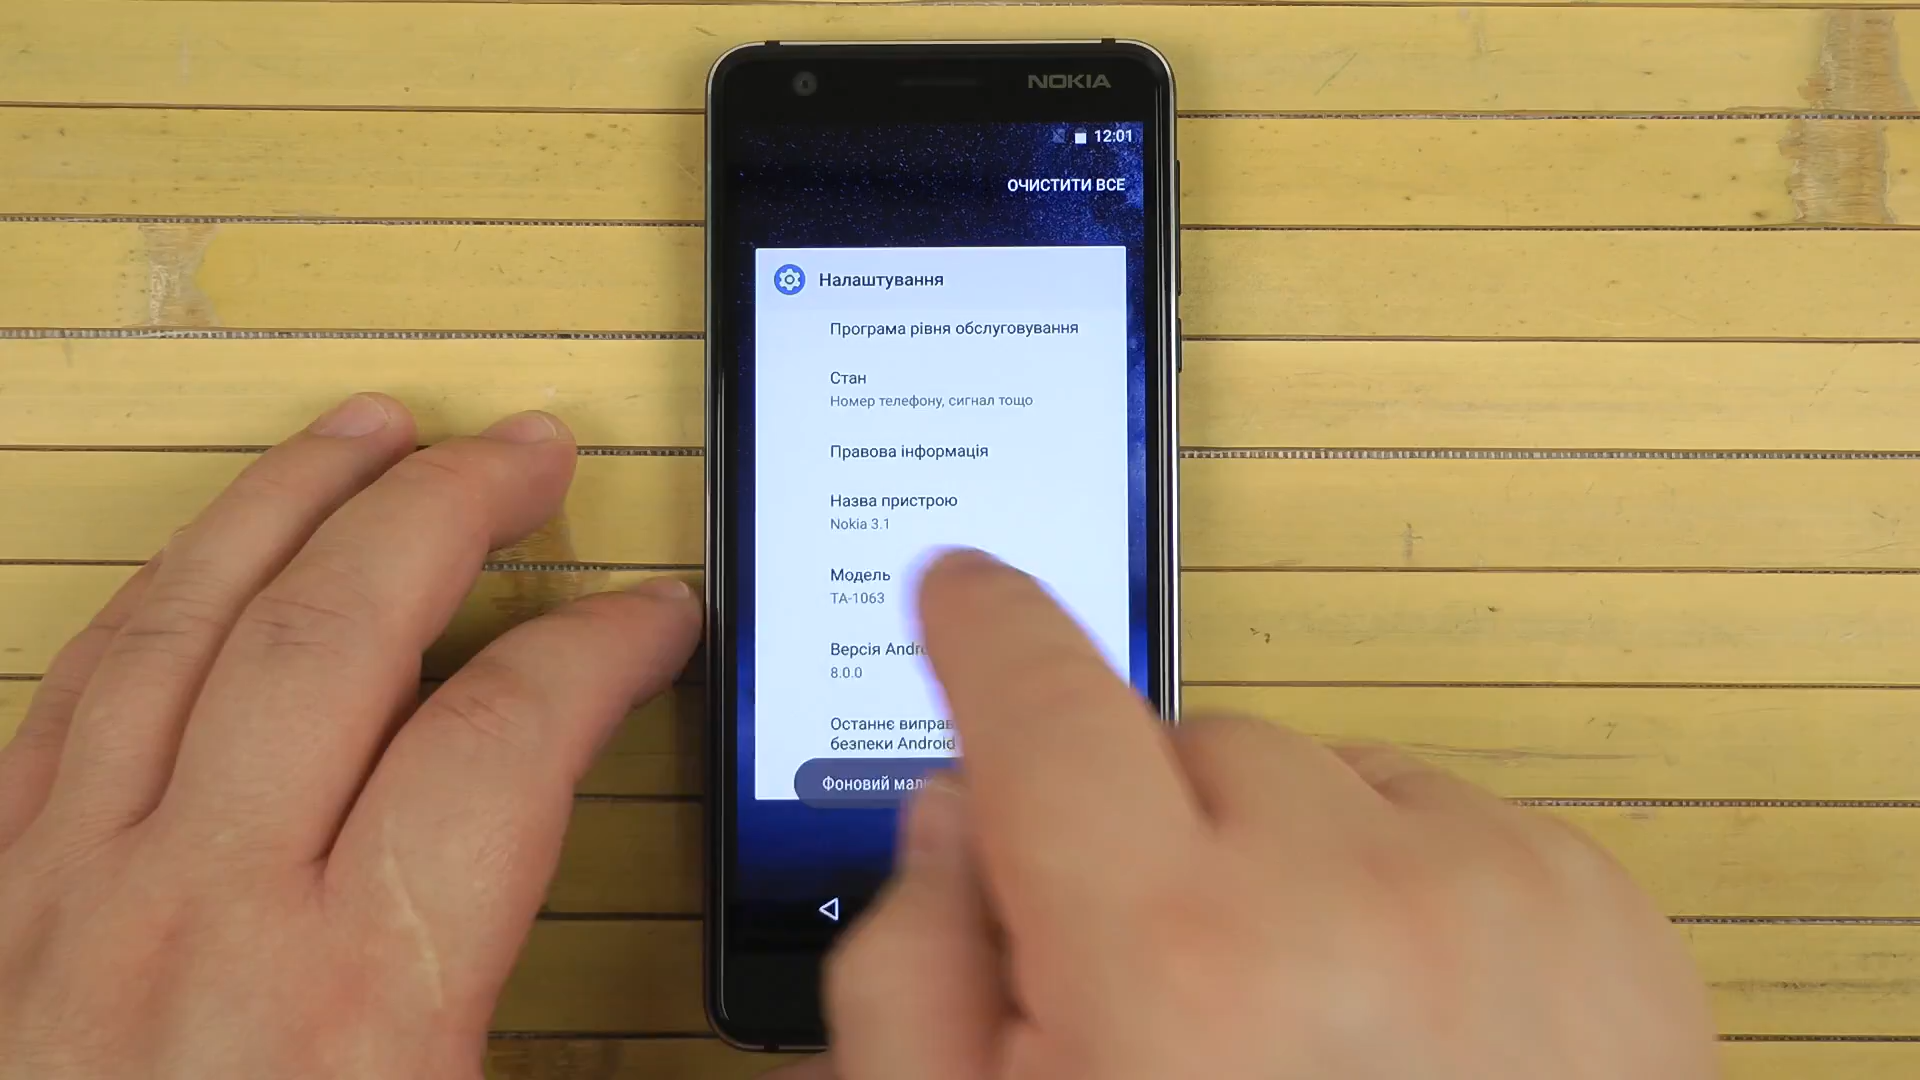 NOKIA
12:01
ОЧИСТИТИ ВСЕ
Налаштування
Програма рівня обслуговування
Стан
Номер телефону, сигнал тощо
Правова інформація
Назва пристрою
Nokia 3.1
Модель
TA-1063
Версія
8.0.0
Останнє
безпеки Android
Фоновий